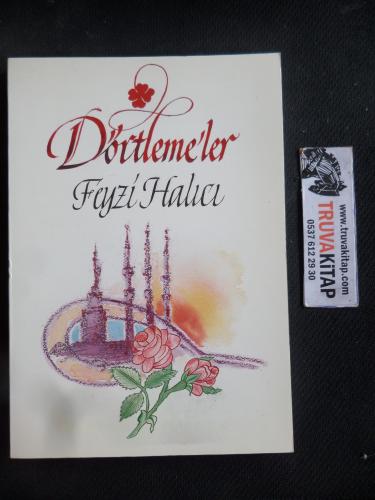 Dörtleme'ler
Feyzi Halıcı
www.truvakitap.com
TRUVAKİTAP
0537 612 29 30